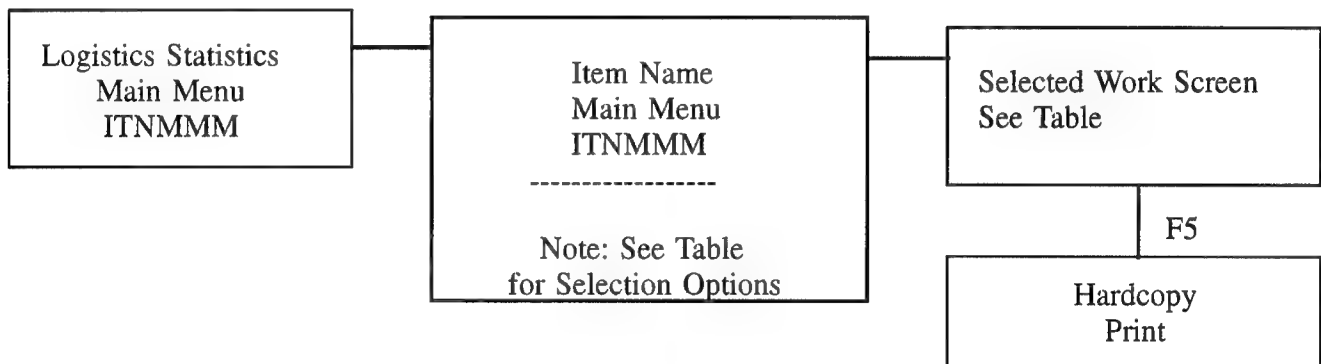 Logistics Statistics
Main Menu
ITNMMM
Item Name
Main Menu
ITNMMM
------------------
Note: See Table
for Selection Options
Selected Work Screen
See Table
F5
Hardcopy
Print